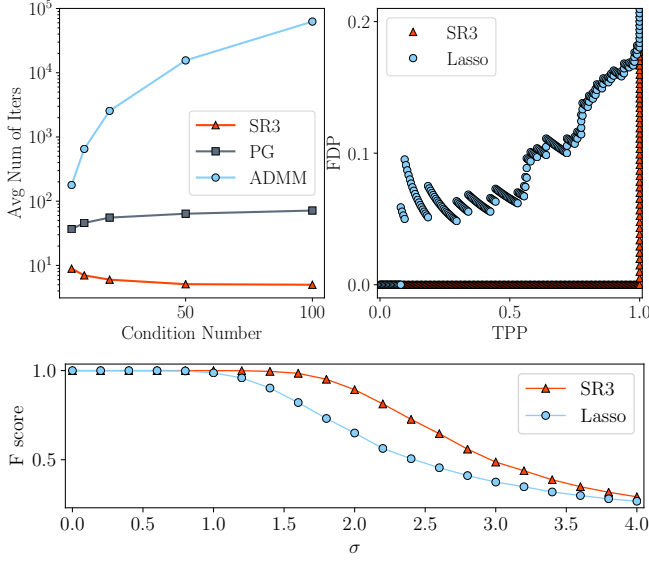 Avg Num of Iters
10^5
10^4
10^3
10^2
10^1
SR3
PG
ADMM
50
100
Condition Number
FDP
0.2
0.1
0.0
SR3
Lasso
0.0
0.5
1.0
TPP
F score
1.0
0.5
SR3
Lasso
0.0 0.5 1.0 1.5 2.0 2.5 3.0 3.5 4.0
σ